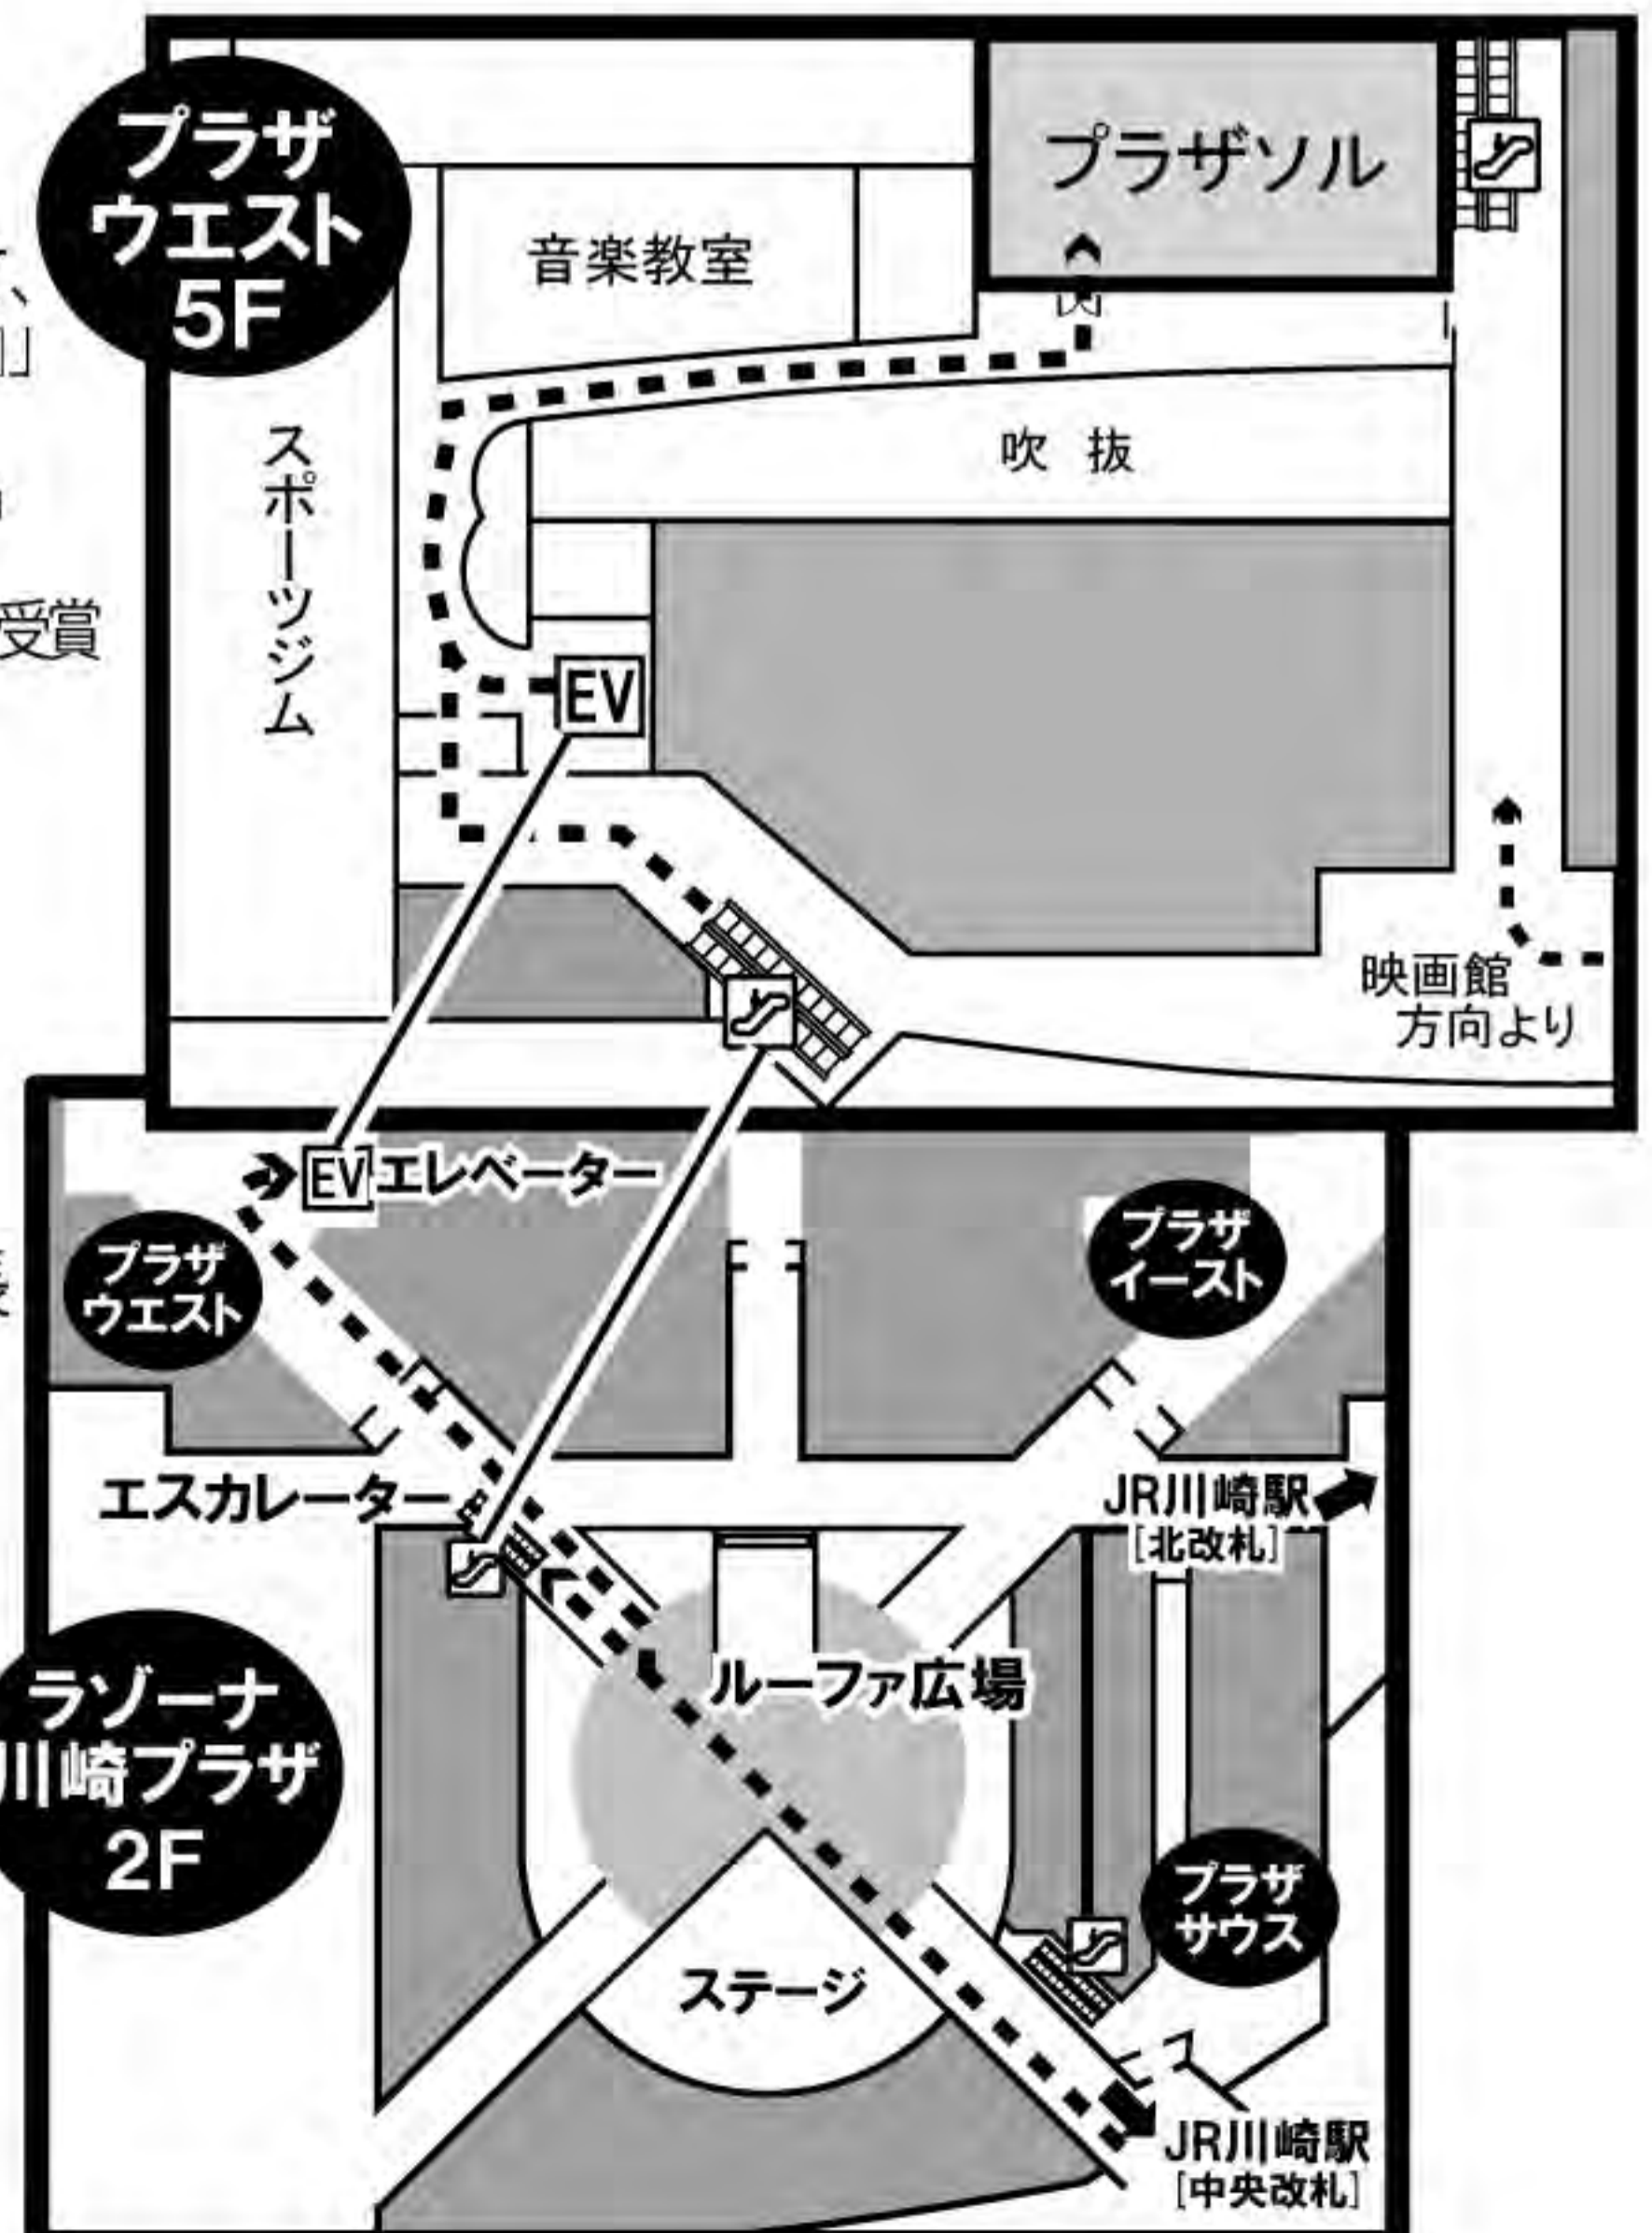 プラザ
ウエスト
5F
プラザソル
音楽教室
吹 抜
スポーツジム
受賞
EV
映画館
方向より
EV エレベーター
プラザ
ウエスト
プラザ
イースト
エスカレーター
JR川崎駅
[北改札]
ルーファ広場
ラゾーナ
川崎プラザ
2F
プラザ
サウス
ステージ
JR川崎駅
[中央改札]